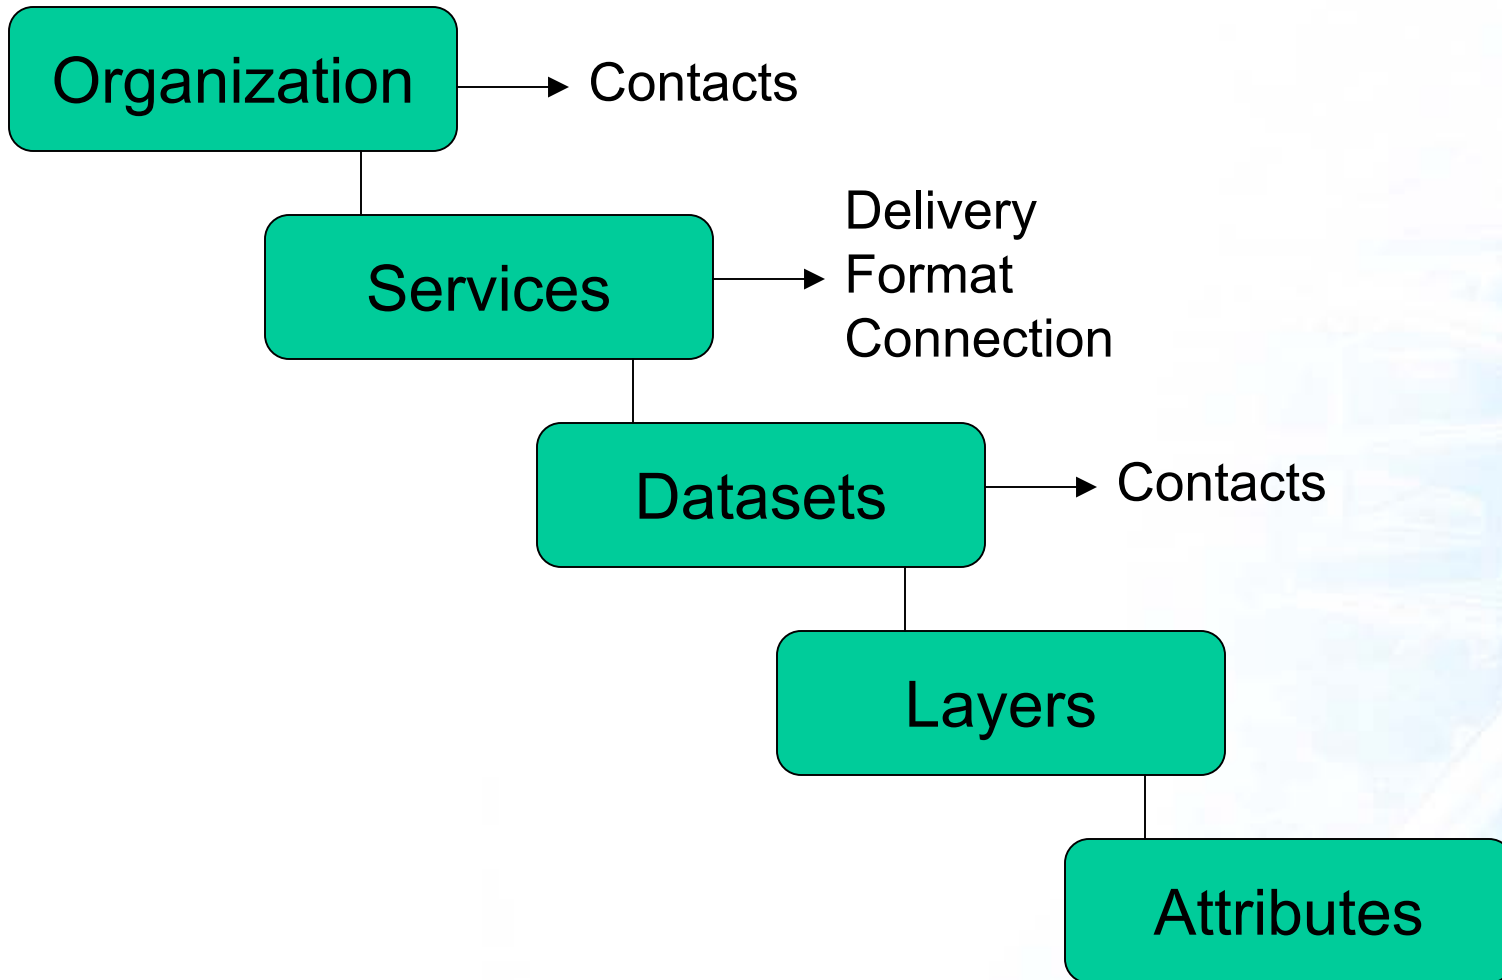 Organization
Contacts
Services
Delivery
Format
Connection
Datasets
Contacts
Layers
Attributes